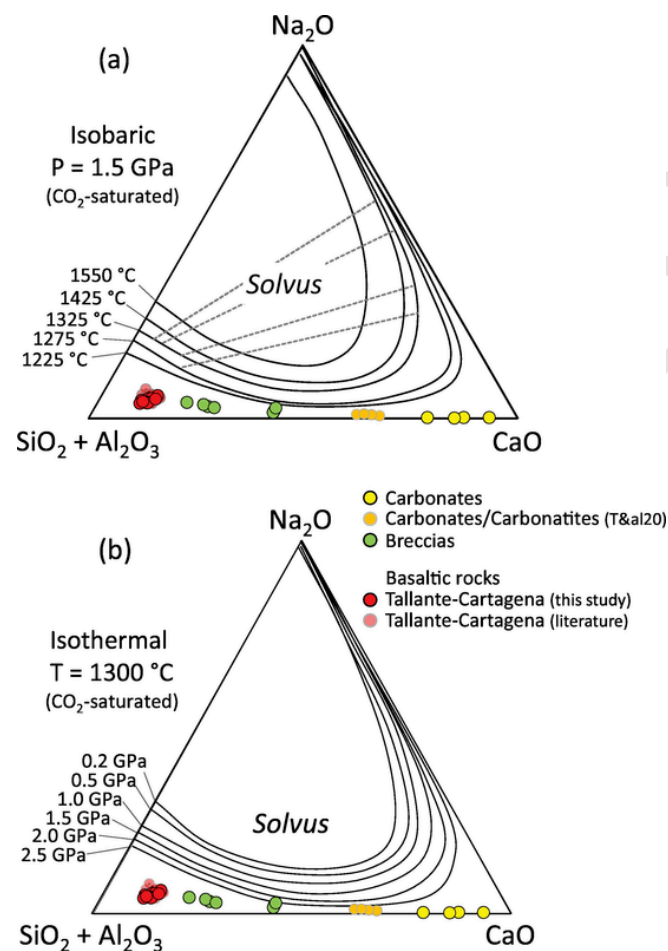 Na₂O
(a)
Isobaric
P = 1.5 GPa
(CO₂-saturated)
Solvus
1550 °C
1425 °C
1325 °C
1275 °C
1225 °C
SiO₂ + Al₂O₃
CaO
Carbonates
Carbonates/Carbonatites (T&al20)
Breccias
Basaltic rocks
Tallante-Cartagena (this study)
Tallante-Cartagena (literature)
Na₂O
(b)
Isothermal
T = 1300 °C
(CO₂-saturated)
0.2 GPa
0.5 GPa
1.0 GPa
1.5 GPa
2.0 GPa
2.5 GPa
Solvus
SiO₂ + Al₂O₃
CaO